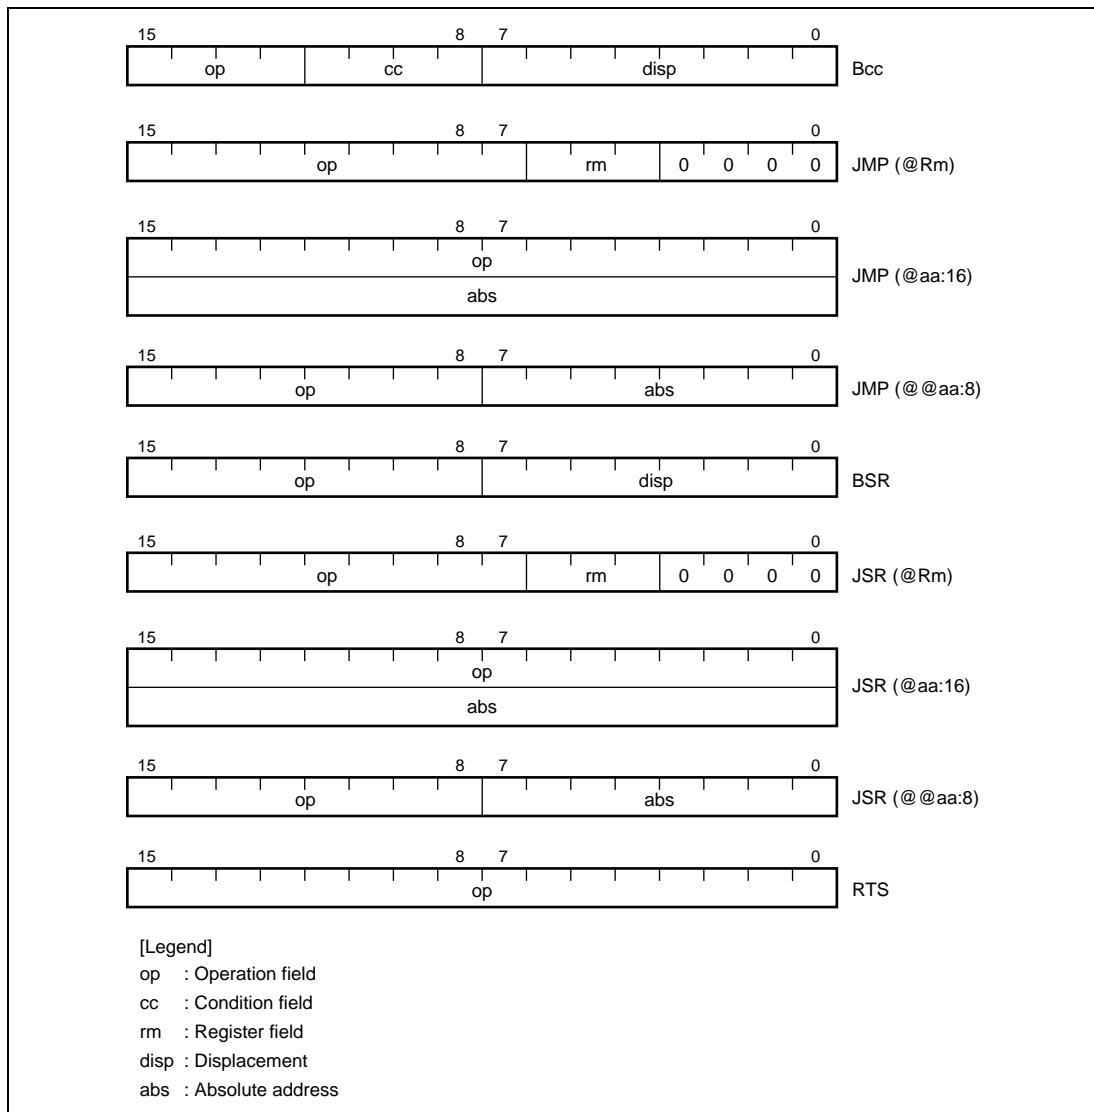 15 8 7 0
op cc disp Bcc
15 8 7 0
op rm 0 0 0 0 JMP (@Rm)
15 8 7 0
op
JMP (@aa:16)
abs
15 8 7 0
op abs JMP (@@aa:8)
15 8 7 0
op disp BSR
15 8 7 0
op rm 0 0 0 0 JSR (@Rm)
15 8 7 0
op
JSR (@aa:16)
abs
15 8 7 0
op abs JSR (@@aa:8)
15 8 7 0
op RTS
[Legend]
op : Operation field
cc : Condition field
rm : Register field
disp : Displacement
abs : Absolute address